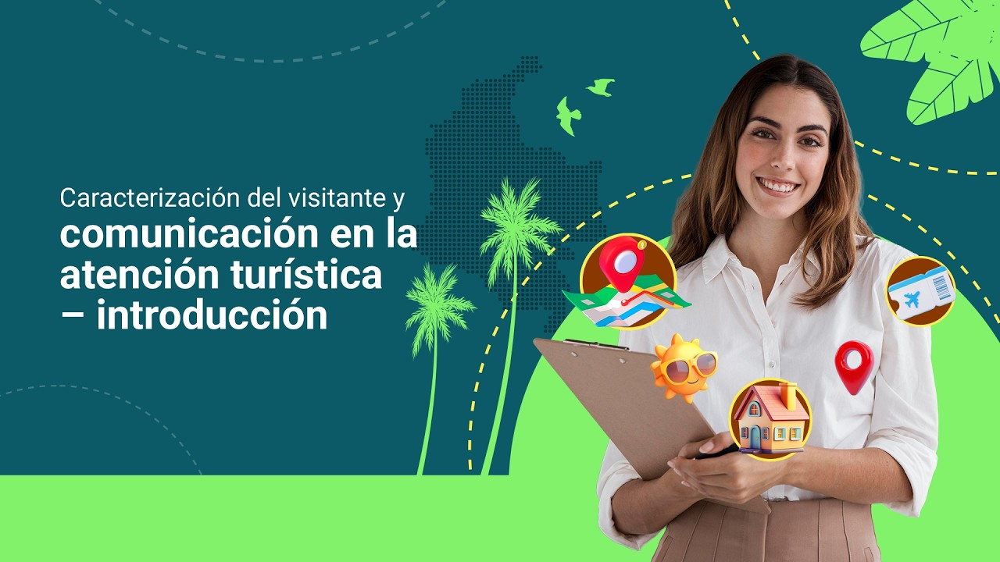 Caracterización del visitante y
comunicación en la
atención turística
– introducción